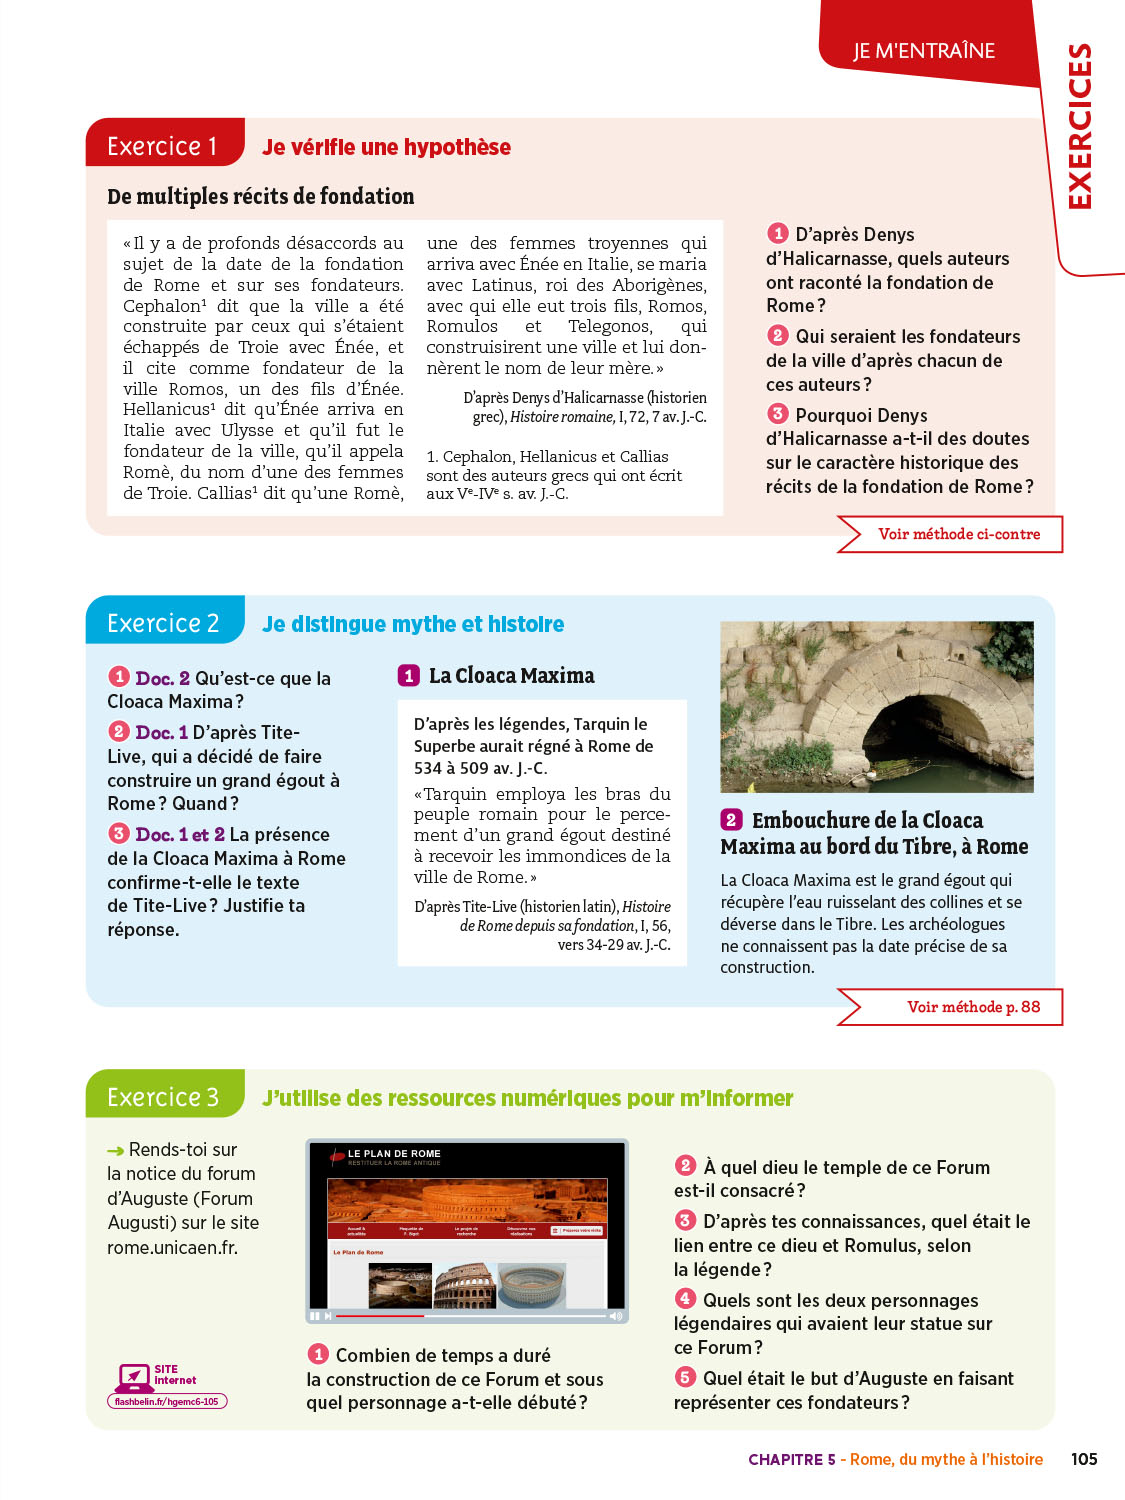 JE M'ENTRAÎNE
EXERCICES
Exercice 1
Je vérifie une hypothèse
De multiples récits de fondation
« Il y a de profonds désaccords au
sujet de la date de la fondation
de Rome et sur ses fondateurs.
Cephalon¹ dit que la ville a été
construite par ceux qui s'étaient
échappés de Troie avec Énée, et
il cite comme fondateur de la
ville Romos, un des fils d'Énée.
Hellanicus¹ dit qu'Énée arriva en
Italie avec Ulysse et qu'il fut le
fondateur de la ville, qu'il appela
Romè, du nom d'une des femmes
de Troie. Callias¹ dit qu'une Romè,
une des femmes troyennes qui
arriva avec Énée en Italie, se maria
avec Latinus, roi des Aborigènes,
avec qui elle eut trois fils, Romos,
Romulos et Telegonos, qui
construisirent une ville et lui don-
nèrent le nom de leur mère. »
D'après Denys d'Halicarnasse (historien
grec), Histoire romaine, I, 72, 7 av. J.-C.
1. Cephalon, Hellanicus et Callias
sont des auteurs grecs qui ont écrit
aux Vᵉ-IVᵉ s. av. J.-C.
1 D'après Denys
d'Halicarnasse, quels auteurs
ont raconté la fondation de
Rome ?
2 Qui seraient les fondateurs
de la ville d'après chacun de
ces auteurs ?
3 Pourquoi Denys
d'Halicarnasse a-t-il des doutes
sur le caractère historique des
récits de la fondation de Rome ?
Voir méthode ci-contre
Exercice 2
Je distingue mythe et histoire
1 Doc. 2 Qu'est-ce que la
Cloaca Maxima ?
2 Doc. 1 D'après Tite-
Live, qui a décidé de faire
construire un grand égout à
Rome ? Quand ?
3 Doc. 1 et 2 La présence
de la Cloaca Maxima à Rome
confirme-t-elle le texte
de Tite-Live ? Justifie ta
réponse.
1 La Cloaca Maxima
D'après les légendes, Tarquin le
Superbe aurait régné à Rome de
534 à 509 av. J.-C.
« Tarquin employa les bras du
peuple romain pour le perce-
ment d'un grand égout destiné
à recevoir les immondices de la
ville de Rome. »
D'après Tite-Live (historien latin), Histoire
de Rome depuis sa fondation, I, 56,
vers 34-29 av. J.-C.
2 Embouchure de la Cloaca
Maxima au bord du Tibre, à Rome
La Cloaca Maxima est le grand égout qui
récupère l'eau ruisselant des collines et se
déverse dans le Tibre. Les archéologues
ne connaissent pas la date précise de sa
construction.
Voir méthode p. 88
Exercice 3
J'utilise des ressources numériques pour m'informer
→ Rends-toi sur
la notice du forum
d'Auguste (Forum
Augusti) sur le site
rome.unicaen.fr.
SITE
Internet
flashbelin.fr/hgemc6-105
LE PLAN DE ROME
RESTITUER LA ROME ANTIQUE
Accueil &
actualités
Maquette de
P. Bigot
Le projet de
recherche
Découvrez nos
réalisations
Préparez votre visite
Le Plan de Rome
1 Combien de temps a duré
la construction de ce Forum et sous
quel personnage a-t-elle débuté ?
2 À quel dieu le temple de ce Forum
est-il consacré ?
3 D'après tes connaissances, quel était le
lien entre ce dieu et Romulus, selon
la légende ?
4 Quels sont les deux personnages
légendaires qui avaient leur statue sur
ce Forum ?
5 Quel était le but d'Auguste en faisant
représenter ces fondateurs ?
CHAPITRE 5 - Rome, du mythe à l'histoire 105